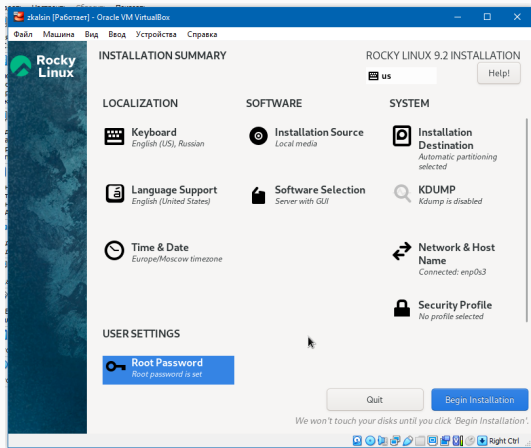 zkalsin [Работает] - Oracle VM VirtualBox
Файл Машина Вид Ввод Устройства Справка
Rocky
Linux
INSTALLATION SUMMARY
ROCKY LINUX 9.2 INSTALLATION
us
Help!
LOCALIZATION
Keyboard
English (US), Russian
Language Support
English (United States)
Time & Date
Europe/Moscow timezone
SOFTWARE
Installation Source
Local media
Software Selection
Server with GUI
SYSTEM
Installation
Destination
Automatic partitioning
selected
KDUMP
Kdump is disabled
Network & Host
Name
Connected: enp0s3
Security Profile
No profile selected
USER SETTINGS
Root Password
Root password is set
Quit
Begin Installation
We won't touch your disks until you click 'Begin Installation'.
Right Ctrl